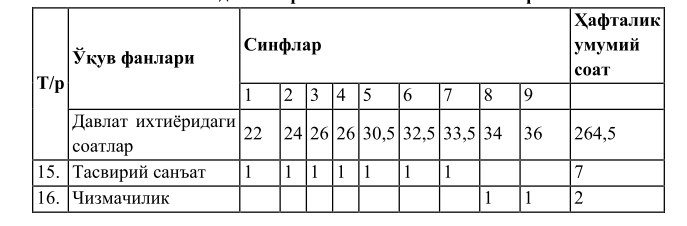 Т/р Ўқув фанлари Синфлар Ҳафталик умумий соат
1 2 3 4 5 6 7 8 9
Давлат ихтиёридаги соатлар 22 24 26 26 30,5 32,5 33,5 34 36 264,5
15. Тасвирий санъат 1 1 1 1 1 1 1 7
16. Чизмачилик 1 1 2